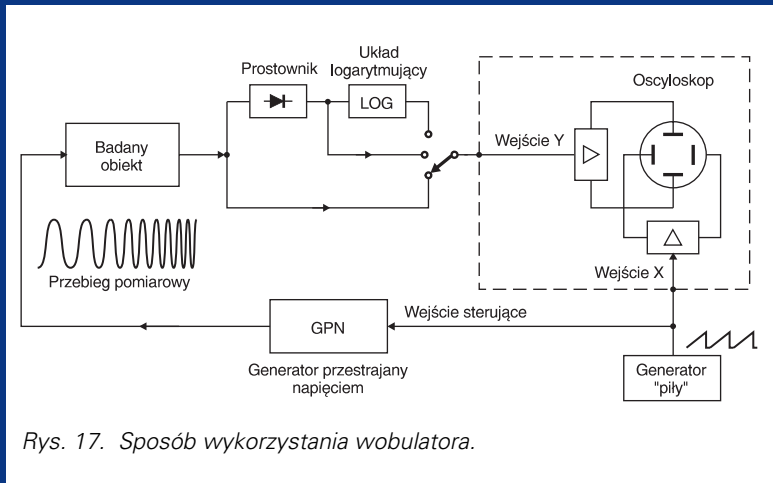 Prostownik
Układ
logarytmujący
LOG
Oscyloskop
Badany
obiekt
Wejście Y
Przebieg pomiarowy
Wejście X
GPN
Wejście sterujące
Generator przestrajany
napięciem
Generator
"piły"
Rys. 17. Sposób wykorzystania wobulatora.